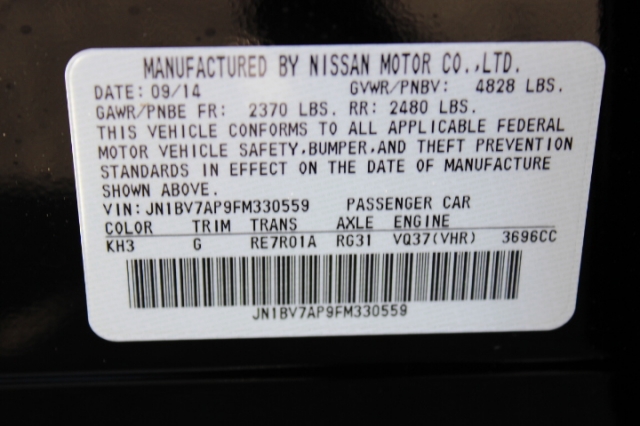 MANUFACTURED BY NISSAN MOTOR CO.,LTD.
DATE: 09/14 GVWR/PNBV: 4828 LBS.
GAWR/PNBE FR: 2370 LBS. RR: 2480 LBS.
THIS VEHICLE CONFORMS TO ALL APPLICABLE FEDERAL
MOTOR VEHICLE SAFETY,BUMPER,AND THEFT PREVENTION
STANDARDS IN EFFECT ON THE DATE OF MANUFACTURE
SHOWN ABOVE.
VIN: JN1BV7AP9FM330559 PASSENGER CAR
COLOR TRIM TRANS AXLE ENGINE
KH3 G RE7R01A RG31 VQ37(VHR) 3696CC
JN1BV7AP9FM330559